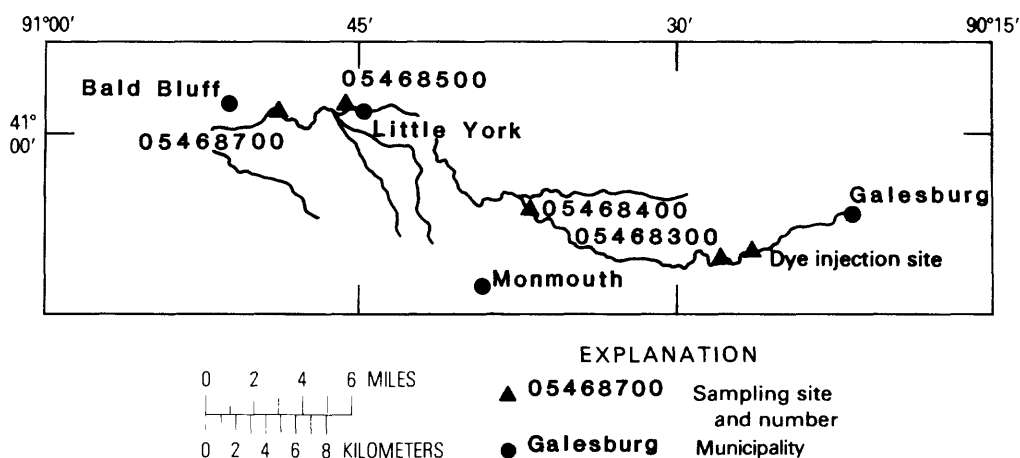 91°00′ 45′ 30′ 90°15′
05468500
Bald Bluff
41°
00′
Little York
05468700
Galesburg
05468400
05468300
Dye injection site
Monmouth
EXPLANATION
0 2 4 6 MILES
05468700 Sampling site
and number
0 2 4 6 8 KILOMETERS
Galesburg Municipality